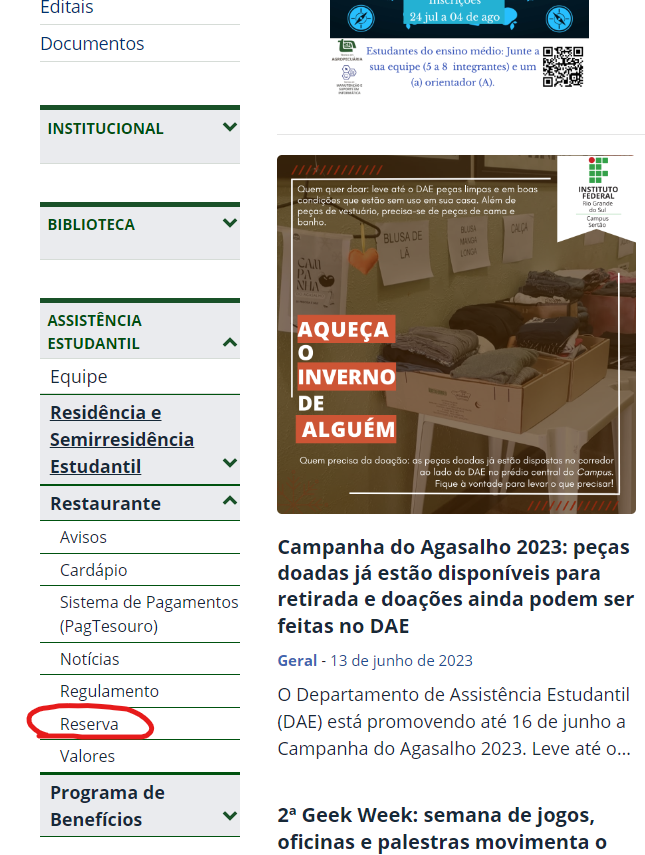 Editais
Documentos
INSTITUCIONAL
BIBLIOTECA
ASSISTÊNCIA
ESTUDANTIL
Equipe
Residência e
Semirresidência
Estudantil
Restaurante
Avisos
Cardápio
Sistema de Pagamentos
(PagTesouro)
Notícias
Regulamento
Reserva
Valores
Programa de
Benefícios
Inscrições
24 jul a 04 de ago
Estudantes do ensino médio: Junte a
sua equipe (5 a 8 integrantes) e um
(a) orientador (A).
AGROPECUÁRIA
Quem quer doar: leve até o DAE peças limpas e em boas
condições que estão sem uso em sua casa. Além de
peças de vestuário, precisa-se de peças de cama e
banho.
INSTITUTO
FEDERAL
Rio Grande
do Sul
Campus
Sertão
BLUSA DE
LÃ
BLUSA
MANGA
LONGA
CALÇA
CAM
PA
NHA
AQUEÇA
O
INVERNO
DE
ALGUÉM
Quem precisa da doação: as peças doadas já estão dispostas no corredor
ao lado do DAE no prédio central do Campus.
Fique à vontade para levar o que precisar!
Campanha do Agasalho 2023: peças
doadas já estão disponíveis para
retirada e doações ainda podem ser
feitas no DAE
Geral - 13 de junho de 2023
O Departamento de Assistência Estudantil
(DAE) está promovendo até 16 de junho a
Campanha do Agasalho 2023. Leve até o...
2ª Geek Week: semana de jogos,
oficinas e palestras movimenta o